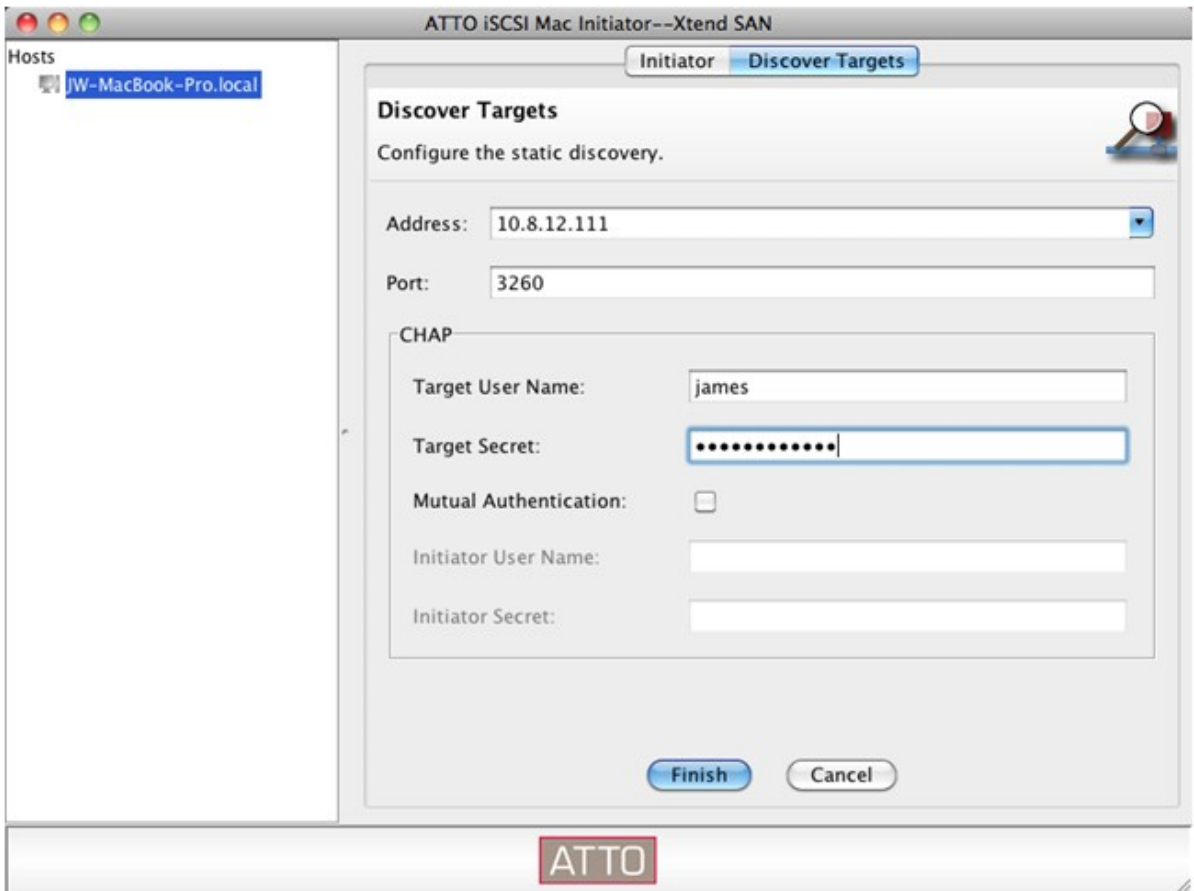 ATTO iSCSI Mac Initiator--Xtend SAN
Hosts
JW-MacBook-Pro.local
Initiator Discover Targets
Discover Targets
Configure the static discovery.
Address: 10.8.12.111
Port: 3260
CHAP
Target User Name: james
Target Secret: ••••••••••••
Mutual Authentication:
Initiator User Name:
Initiator Secret:
Finish Cancel
ATTO